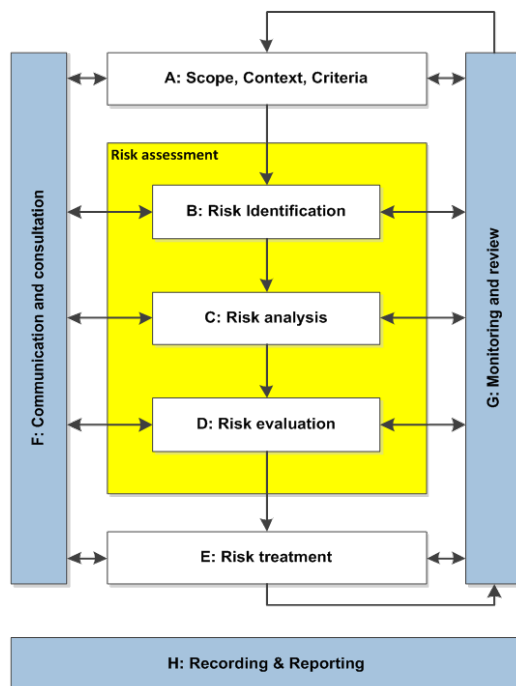 A: Scope, Context, Criteria
Risk assessment
B: Risk Identification
C: Risk analysis
D: Risk evaluation
E: Risk treatment
F: Communication and consultation
G: Monitoring and review
H: Recording & Reporting